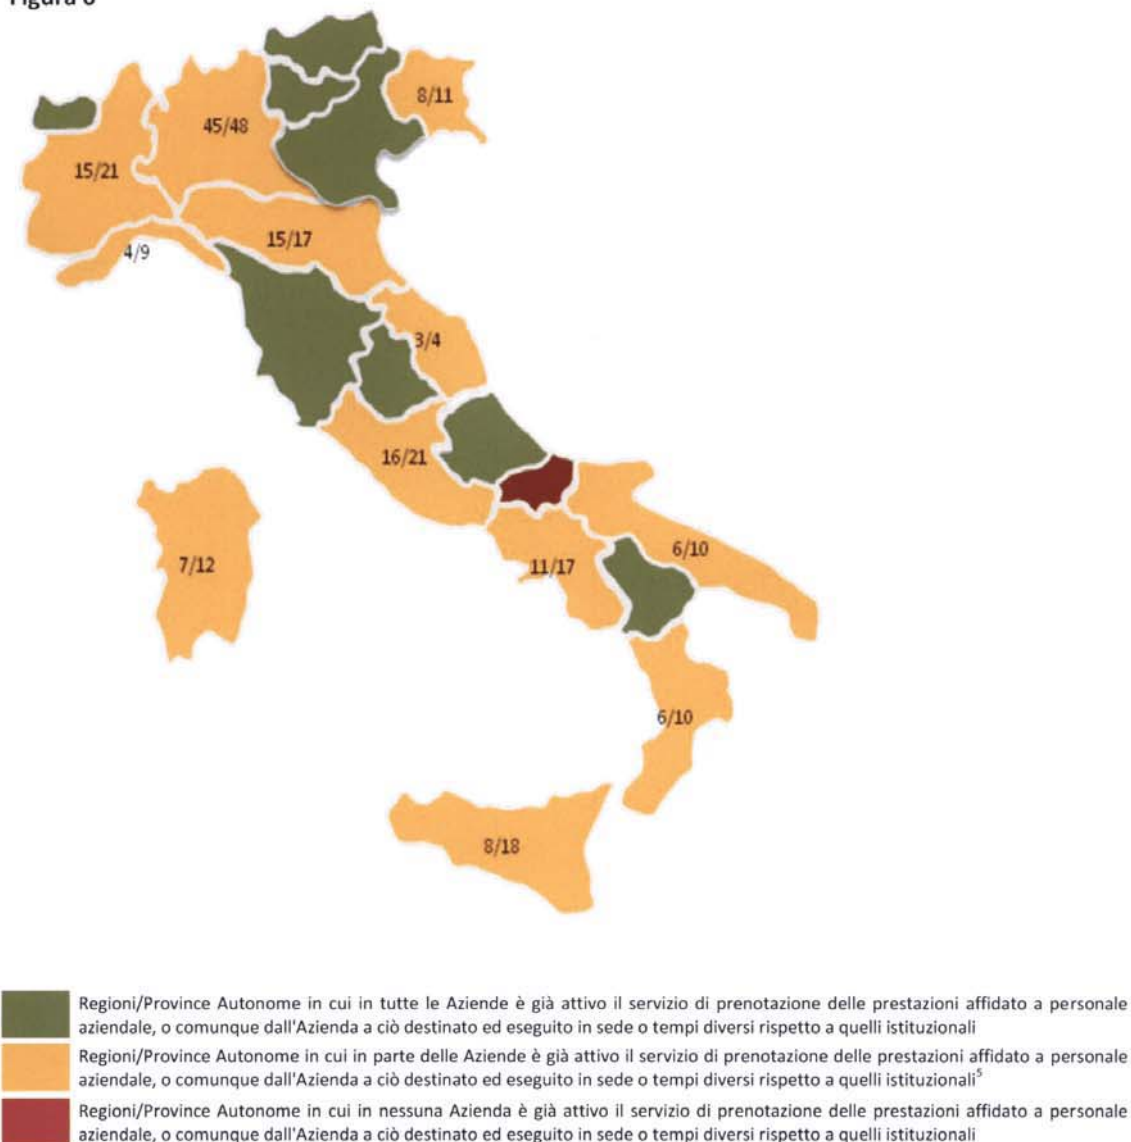 8/11
45/48
15/21
15/17
4/9
3/4
16/21
7/12
11/17
6/10
6/10
8/18
Regioni/Province Autonome in cui in tutte le Aziende è già attivo il servizio di prenotazione delle prestazioni affidato a personale
aziendale, o comunque dall'Azienda a ciò destinato ed eseguito in sede o tempi diversi rispetto a quelli istituzionali
Regioni/Province Autonome in cui in parte delle Aziende è già attivo il servizio di prenotazione delle prestazioni affidato a personale
aziendale, o comunque dall'Azienda a ciò destinato ed eseguito in sede o tempi diversi rispetto a quelli istituzionali⁵
Regioni/Province Autonome in cui in nessuna Azienda è già attivo il servizio di prenotazione delle prestazioni affidato a personale
aziendale, o comunque dall'Azienda a ciò destinato ed eseguito in sede o tempi diversi rispetto a quelli istituzionali